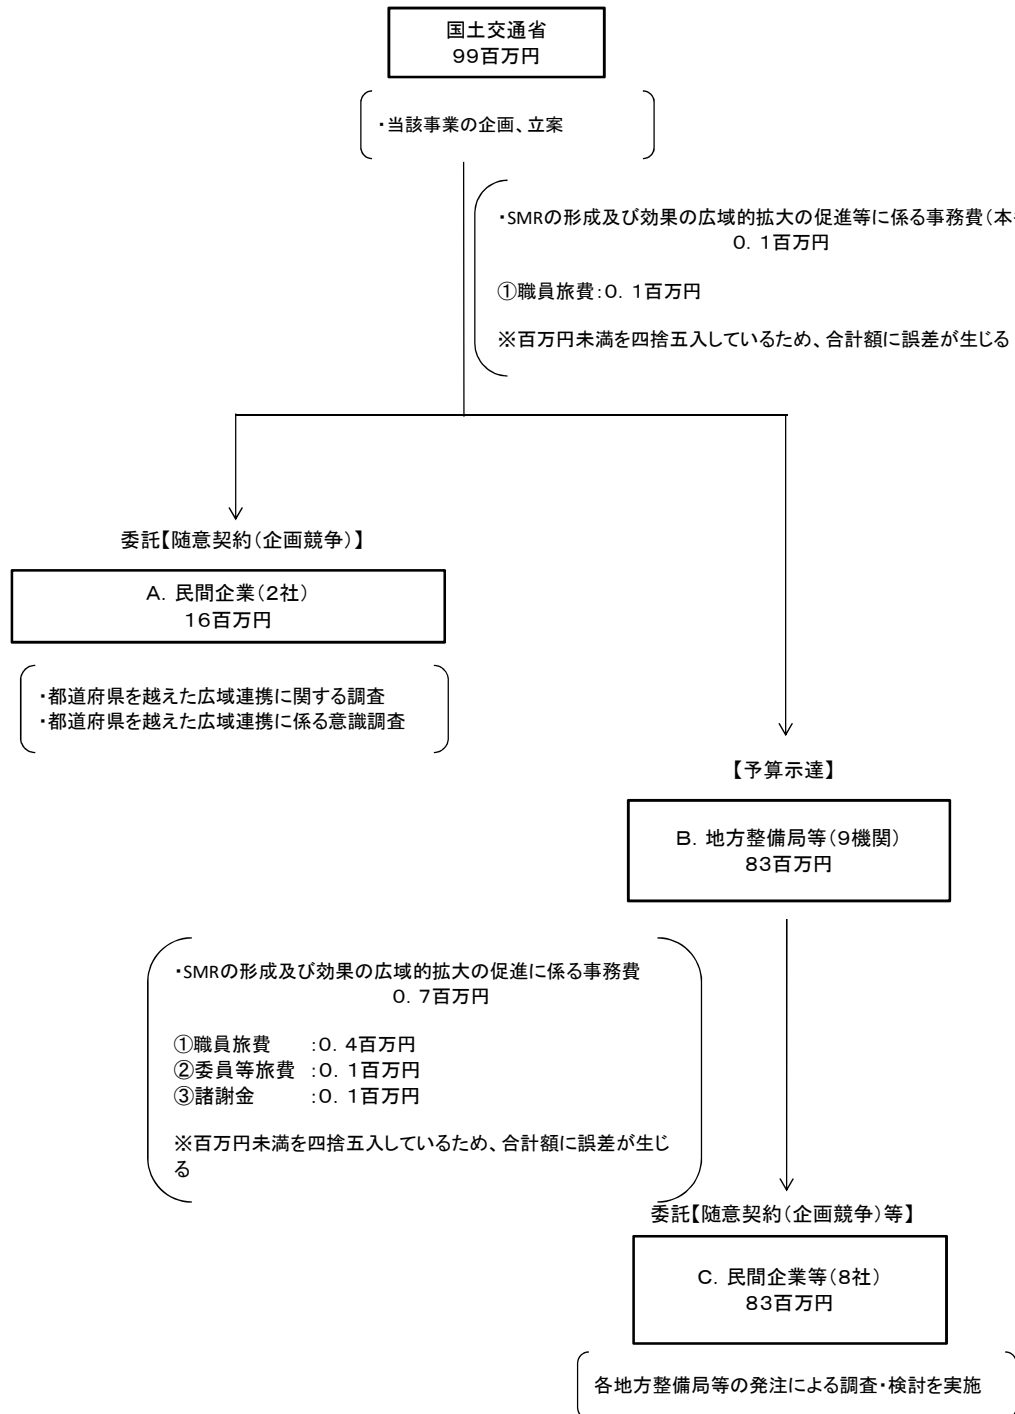 国土交通省
99百万円
・当該事業の企画、立案
・SMRの形成及び効果の広域的拡大の促進等に係る事務費(本
0.1百万円
①職員旅費:0.1百万円
※百万円未満を四捨五入しているため、合計額に誤差が生じる
委託【随意契約(企画競争)】
A.民間企業(2社)
16百万円
・都道府県を越えた広域連携に関する調査
・都道府県を越えた広域連携に係る意識調査
【予算示達】
B.地方整備局等(9機関)
83百万円
・SMRの形成及び効果の広域的拡大の促進に係る事務費
0.7百万円
①職員旅費 :0.4百万円
②委員等旅費 :0.1百万円
③諸謝金 :0.1百万円
※百万円未満を四捨五入しているため、合計額に誤差が生じ
る
委託【随意契約(企画競争)等】
C.民間企業等(8社)
83百万円
各地方整備局等の発注による調査・検討を実施